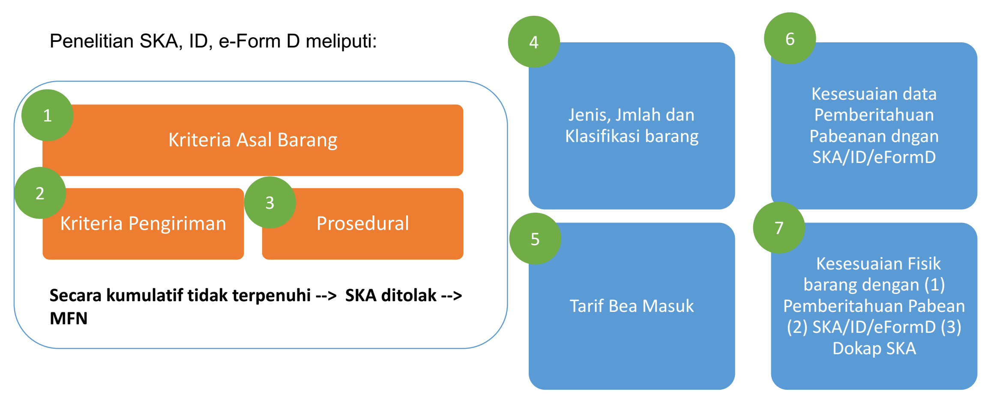 Penelitian SKA, ID, e-Form D meliputi:
1
Kriteria Asal Barang
2
Kriteria Pengiriman
3
Prosedural
Secara kumulatif tidak terpenuhi --> SKA ditolak -->
MFN
4
Jenis, Jmlah dan
Klasifikasi barang
5
Tarif Bea Masuk
6
Kesesuaian data
Pemberitahuan
Pabeanan dngan
SKA/ID/eFormD
7
Kesesuaian Fisik
barang dengan (1)
Pemberitahuan Pabean
(2) SKA/ID/eFormD (3)
Dokap SKA